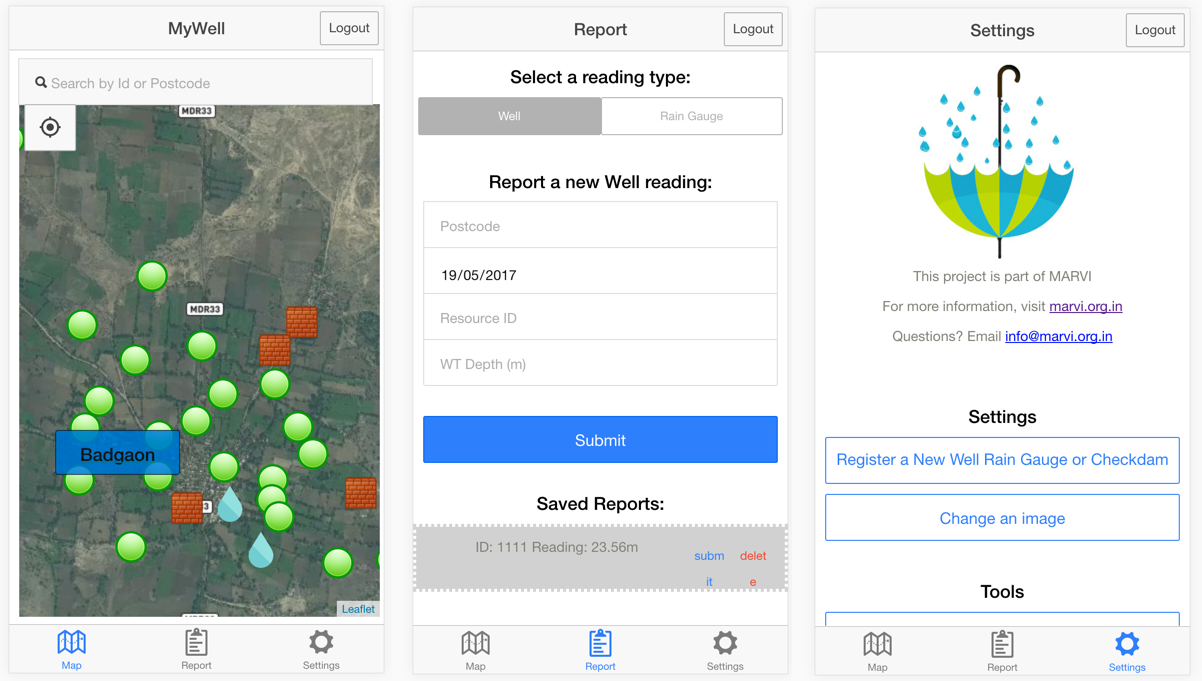 MyWell
Logout
Search by Id or Postcode
MDR33
MDR33
Badgaon
3
Leaflet
Map
Report
Settings
Report
Logout
Select a reading type:
Well
Rain Gauge
Report a new Well reading:
Postcode
19/05/2017
Resource ID
WT Depth (m)
Submit
Saved Reports:
ID: 1111 Reading: 23.56m
subm
it
delet
e
Map
Report
Settings
Settings
Logout
This project is part of MARVI
For more information, visit marvi.org.in
Questions? Email info@marvi.org.in
Settings
Register a New Well Rain Gauge or Checkdam
Change an image
Tools
Map
Report
Settings